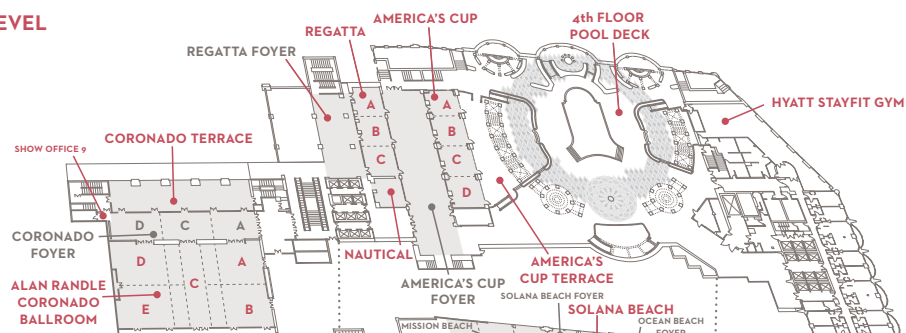 EVEL
AMERICA'S CUP
REGATTA
REGATTA FOYER
4th FLOOR
POOL DECK
HYATT STAYFIT GYM
A
B
C
A
B
C
D
CORONADO TERRACE
SHOW OFFICE 9
D C A
CORONADO
FOYER
D
A
C
E
B
ALAN RANDLE
CORONADO
BALLROOM
NAUTICAL
AMERICA'S CUP
FOYER
AMERICA'S
CUP TERRACE
SOLANA BEACH FOYER
SOLANA BEACH
MISSION BEACH
OCEAN BEACH
FOYER